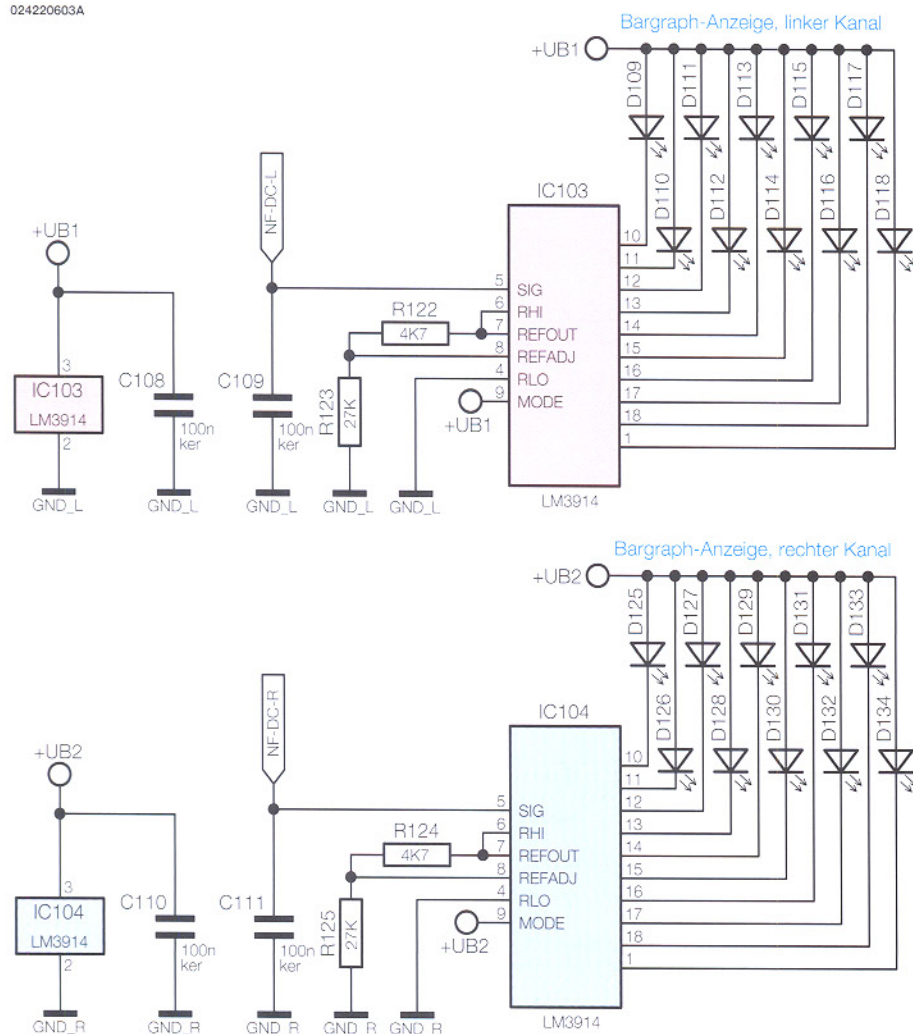 024220603A
Bargraph-Anzeige, linker Kanal
+UB1
D109
D111
D113
D115
D117
D110
D112
D114
D116
D118
NF-DC-L
IC103
+UB1
10
11
5
SIG
12
6
RHI
13
R122
4K7
7
REFOUT
14
8
REFADJ
15
4
RLO
16
9
MODE
17
+UB1
18
1
LM3914
3
IC103
LM3914
2
C108
100n
ker
C109
100n
ker
R123
27K
GND_L
GND_L
GND_L
GND_L
GND_L
Bargraph-Anzeige, rechter Kanal
+UB2
D125
D127
D129
D131
D133
D126
D128
D130
D132
D134
NF-DC-R
IC104
+UB2
10
11
5
SIG
12
6
RHI
13
R124
4K7
7
REFOUT
14
8
REFADJ
15
4
RLO
16
9
MODE
17
+UB2
18
1
LM3914
3
IC104
LM3914
2
C110
100n
ker
C111
100n
ker
R125
27K
GND_R
GND_R
GND_R
GND_R
GND_R